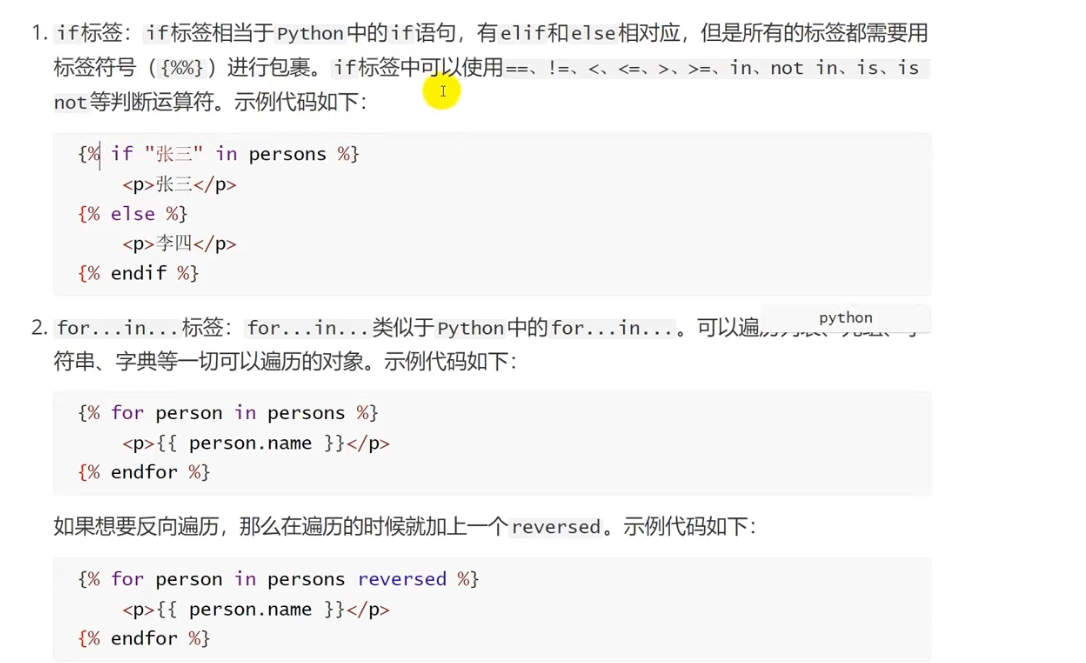 1. if标签：if标签相当于Python中的if语句，有elif和else相对应，但是所有的标签都需要用
标签符号（{%%}）进行包裹。if标签中可以使用==、!=、<、<=、>、>=、in、not in、is、is
not等判断运算符。示例代码如下：
{% if "张三" in persons %}
<p>张三</p>
{% else %}
<p>李四</p>
{% endif %}
python
2. for...in...标签：for...in...类似于Python中的for...in...。可以遍
符串、字典等一切可以遍历的对象。示例代码如下：
{% for person in persons %}
<p>{{ person.name }}</p>
{% endfor %}
如果想要反向遍历，那么在遍历的时候就加上一个reversed。示例代码如下：
{% for person in persons reversed %}
<p>{{ person.name }}</p>
{% endfor %}